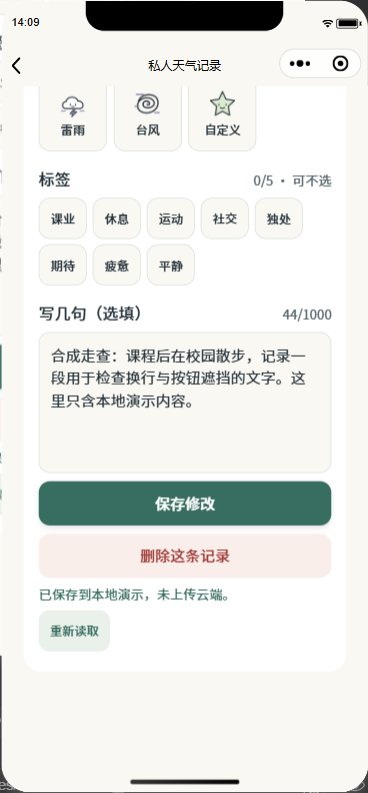 14:09
私人天气记录
雷雨
台风
自定义
标签
0/5 · 可不选
课业
休息
运动
社交
独处
期待
疲惫
平静
写几句（选填）
44/1000
合成走查：课程后在校园散步，记录一
段用于检查换行与按钮遮挡的文字。这
里只含本地演示内容。
保存修改
删除这条记录
已保存到本地演示，未上传云端。
重新读取